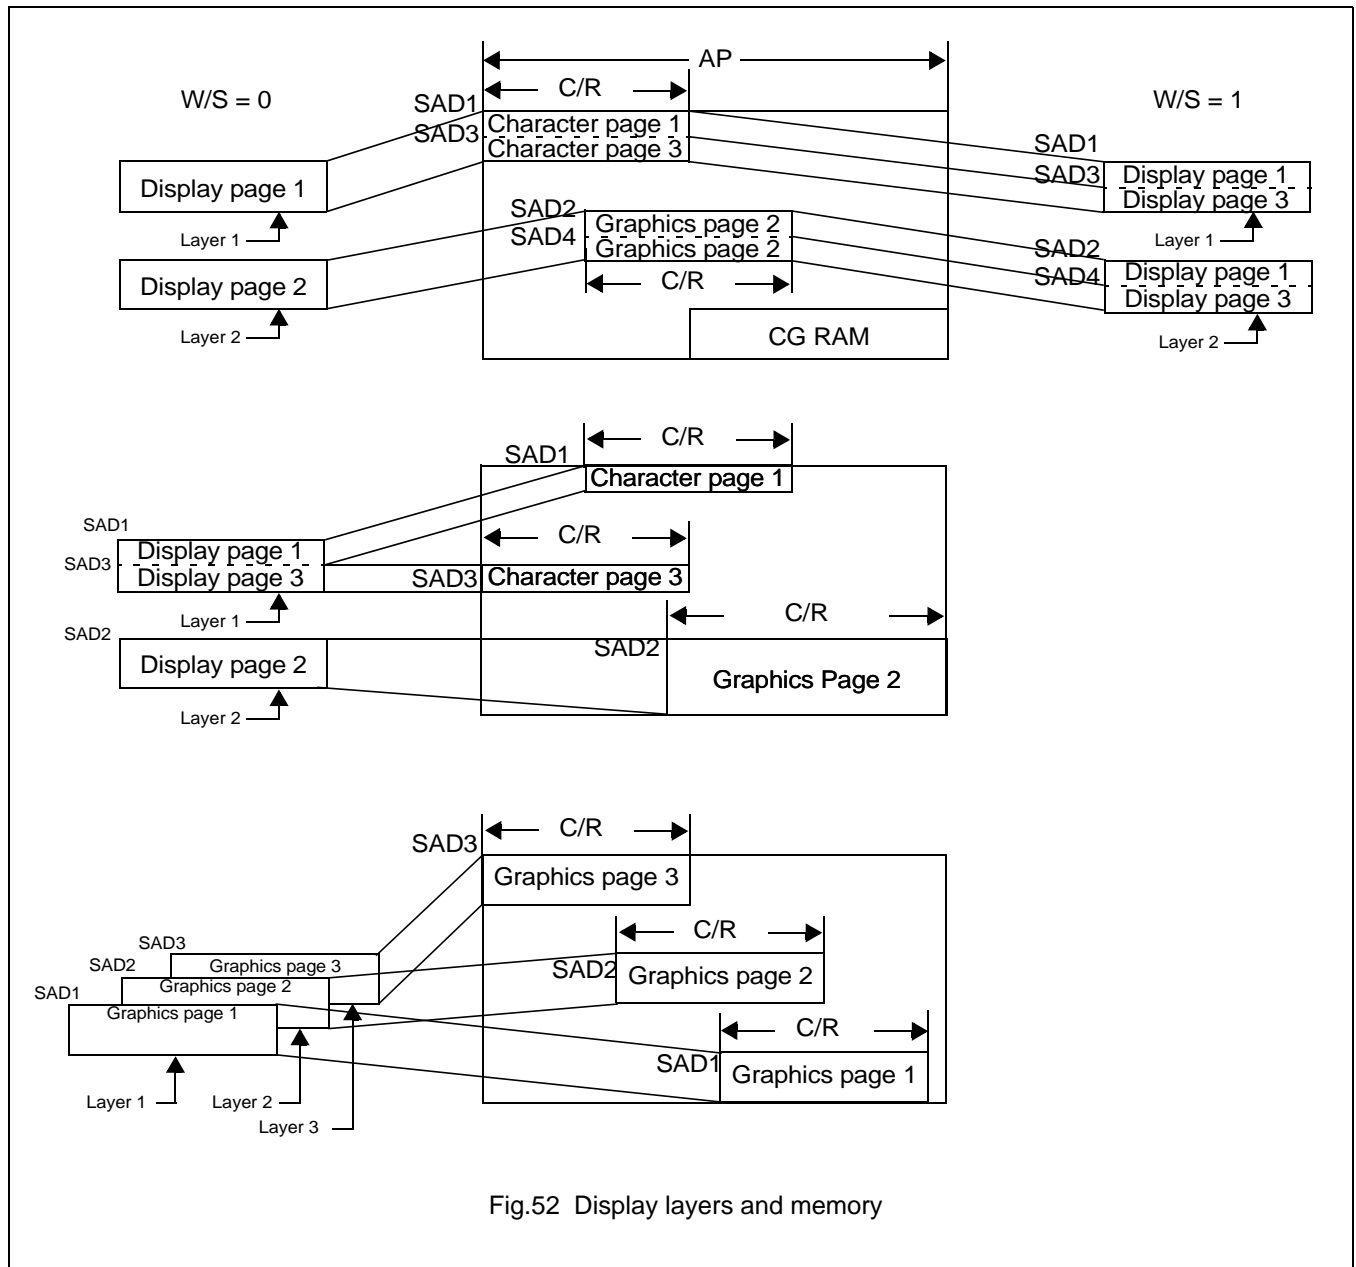 AP
C/R
W/S = 0
W/S = 1
SAD1
Character page 1
SAD3
Character page 3
SAD1
SAD3
Display page 1
Display page 3
Display page 1
Layer 1
Layer 1
SAD2
Graphics page 2
SAD4
Graphics page 2
SAD2
SAD4
Display page 1
Display page 3
C/R
Display page 2
Layer 2
CG RAM
Layer 2
C/R
SAD1
Character page 1
SAD1
C/R
Display page 1
SAD3
Display page 3
SAD3
Character page 3
Layer 1
C/R
SAD2
SAD2
Display page 2
Graphics Page 2
Layer 2
C/R
SAD3
Graphics page 3
C/R
SAD3
Graphics page 3
SAD2
SAD2
Graphics page 2
Graphics page 2
SAD1
Graphics page 1
C/R
SAD1
Graphics page 1
Layer 1
Layer 2
Layer 3
Fig.52 Display layers and memory